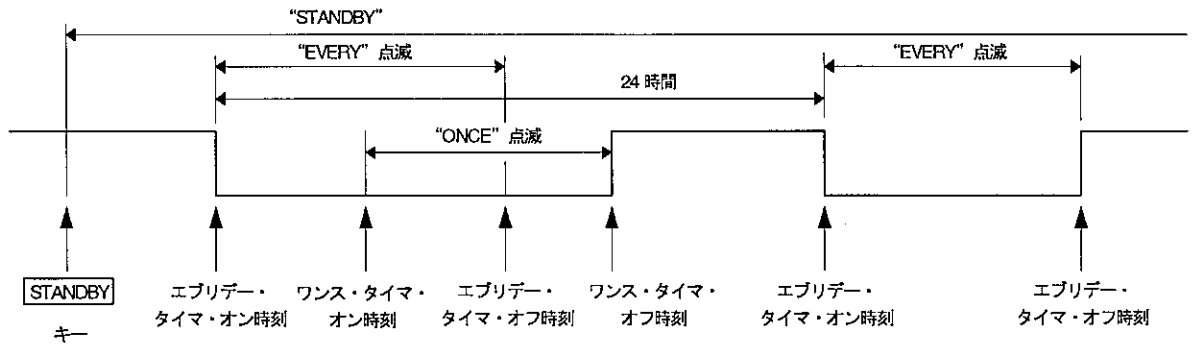 “STANDBY”
“EVERY” 点滅
“EVERY” 点滅
24 時間
“ONCE” 点滅
STANDBY
キー
エブリデー・
タイマ・オン時刻
ワンス・タイマ・
オン時刻
エブリデー・
タイマ・オフ時刻
ワンス・タイマ・
オフ時刻
エブリデー・
タイマ・オン時刻
エブリデー・
タイマ・オフ時刻